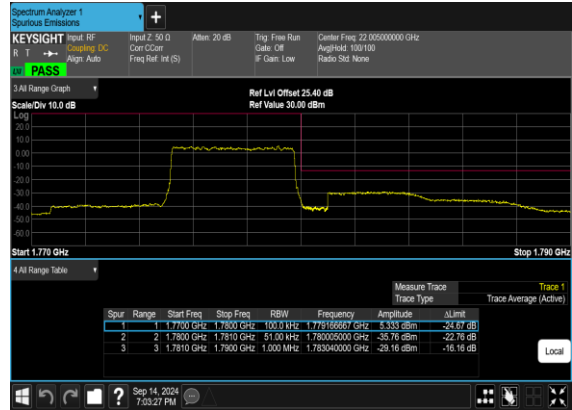 Spectrum Analyzer 1
Spurious Emissions
+
KEYSIGHT Input: RF Input Z: 50 Ω Atten: 20 dB Trig: Free Run Center Freq: 22.005000000 GHz
R T Coupling: DC Corr CCorr Gate: Off Avg|Hold: 100/100
Align: Auto Freq Ref: Int (S) IF Gain: Low Radio Std: None
PASS
3 All Range Graph
Ref Lvl Offset 25.40 dB
Scale/Div 10.0 dB Ref Value 30.00 dBm
Log
20.0
10.0
0.00
-10.0
-20.0
-30.0
-40.0
-50.0
-60.0
Start 1.770 GHz Stop 1.790 GHz
4 All Range Table
Measure Trace Trace 1
Trace Type Trace Average (Active)
Spur Range Start Freq Stop Freq RBW Frequency Amplitude ΔLimit
1 1 1.7700 GHz 1.7800 GHz 100.0 kHz 1.779166667 GHz 5.333 dBm -24.67 dB
2 2 1.7800 GHz 1.7810 GHz 51.00 kHz 1.780005000 GHz -35.76 dBm -22.76 dB
3 3 1.7810 GHz 1.7900 GHz 1.000 MHz 1.783040000 GHz -29.16 dBm -16.16 dB
Local
? Sep 14, 2024
7:03:27 PM